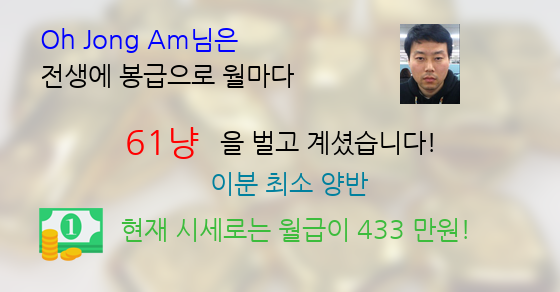 Oh Jong Am님은
전생에 봉급으로 월마다
61냥 을 벌고 계셨습니다!
이분 최소 양반
현재 시세로는 월급이 433 만원!
1